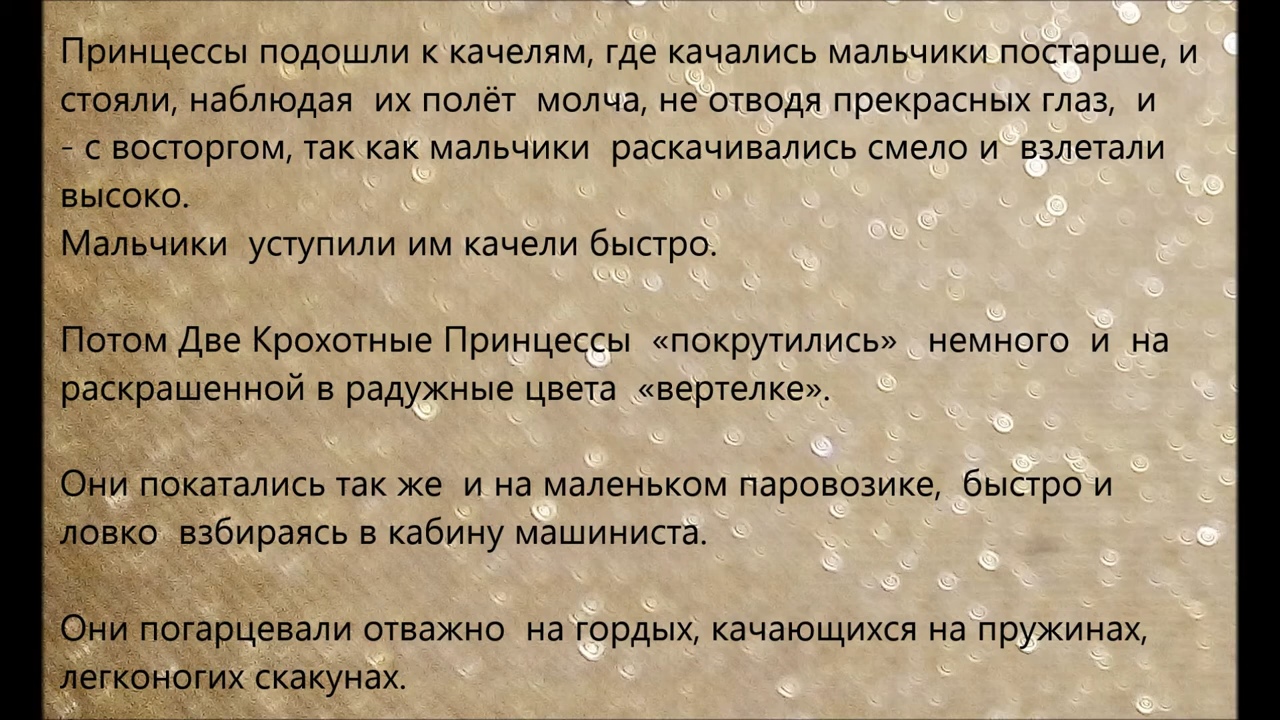 Принцессы подошли к качелям, где качались мальчики постарше, и
стояли, наблюдая  их полёт  молча, не отводя прекрасных глаз,  и
- с восторгом, так как мальчики  раскачивались смело и  взлетали
высоко.
Мальчики  уступили им качели быстро.
Потом Две Крохотные Принцессы  «покрутились»   немного  и  на
раскрашенной в радужные цвета  «вертелке».
Они покатались так же  и на маленьком паровозике,  быстро и
ловко  взбираясь в кабину машиниста.
Они погарцевали отважно  на гордых, качающихся на пружинах,
легконогих скакунах.